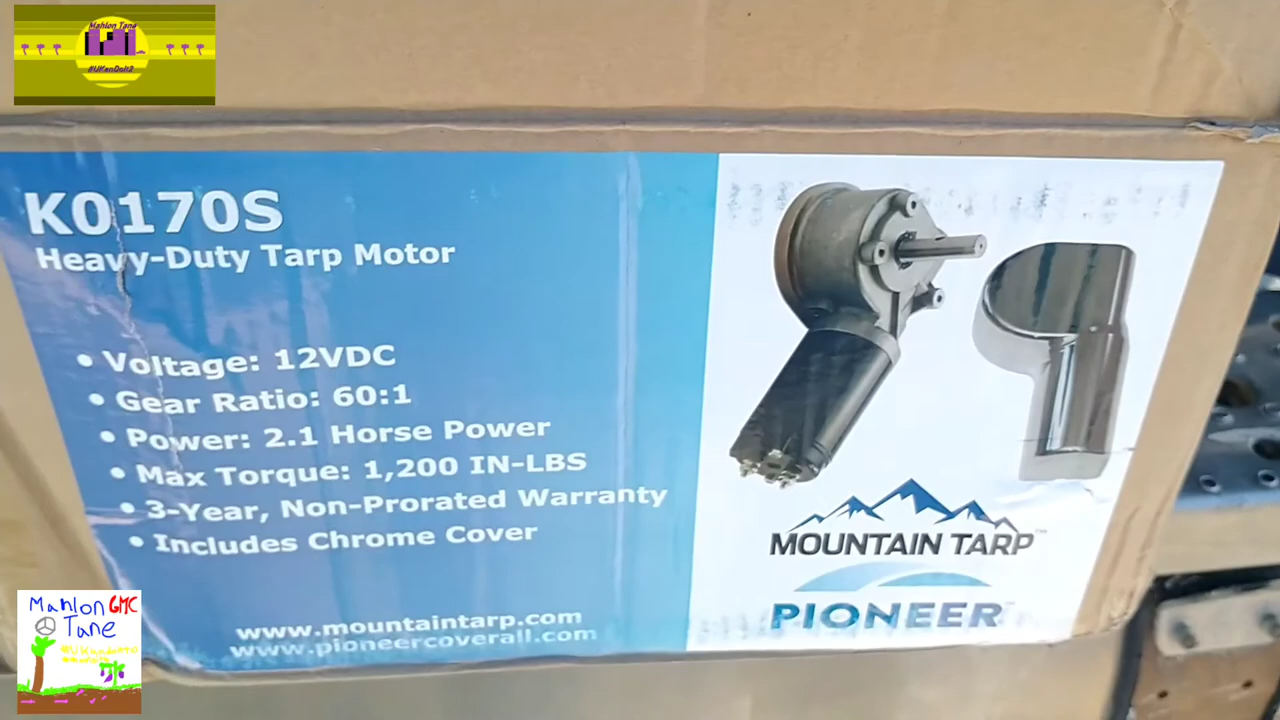 Mahlon Tane
#UKanDoIt2
K0170S
Heavy-Duty Tarp Motor
• Voltage: 12VDC
• Gear Ratio: 60:1
• Power: 2.1 Horse Power
• Max Torque: 1,200 IN-LBS
• 3-Year, Non-Prorated Warranty
• Includes Chrome Cover
www.mountaintarp.com
www.pioneercoverall.com
MOUNTAIN TARP™
PIONEER
Mahlon GMC
Tane